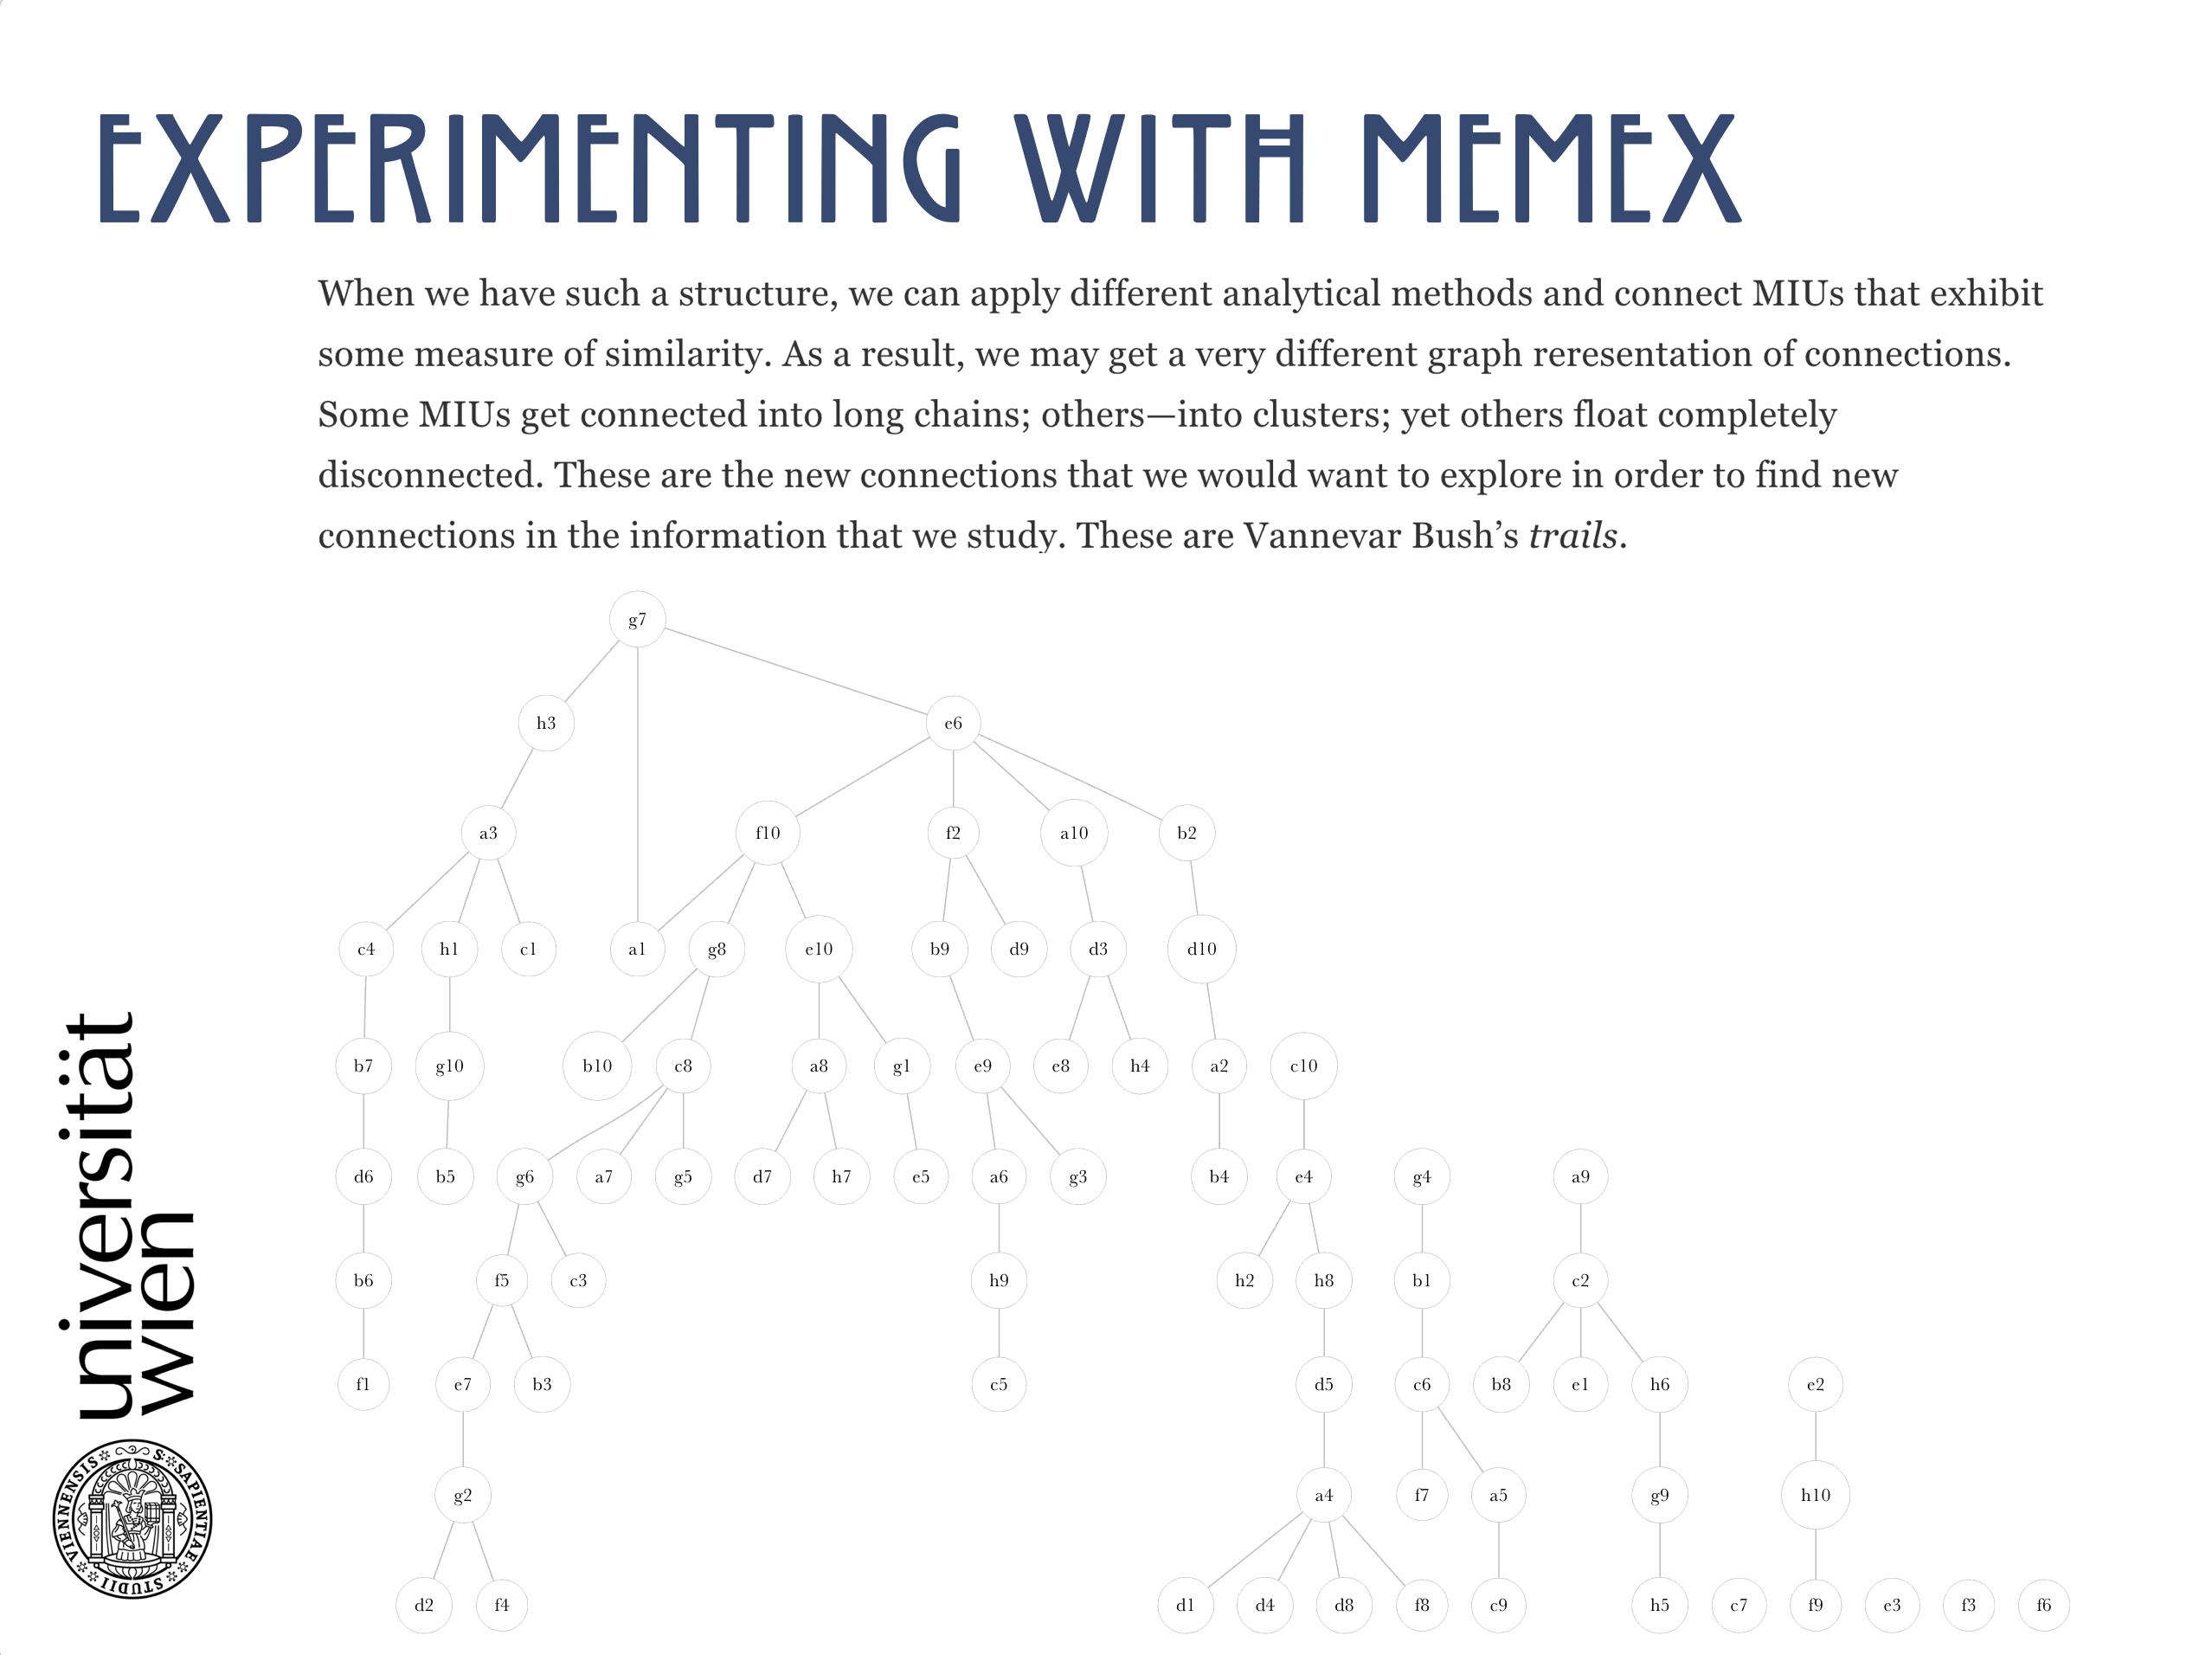 EXPERIMENTING WITH MEMEX
When we have such a structure, we can apply different analytical methods and connect MIUs that exhibit
some measure of similarity. As a result, we may get a very different graph reresentation of connections.
Some MIUs get connected into long chains; others—into clusters; yet others float completely
disconnected. These are the new connections that we would want to explore in order to find new
connections in the information that we study. These are Vannevar Bush's trails.
g7
h3 e6
a3 f10 f2 a10 b2
c4 h1 c1 a1 g8 e10 b9 d9 d3 d10
b7 g10 b10 c8 a8 g1 e9 e8 h4 a2 c10
d6 b5 g6 a7 g5 d7 h7 e5 a6 g3 b4 e4 g4 a9
b6 f5 c3 h9 h2 h8 b1 c2
f1 e7 b3 c5 d5 c6 b8 e1 h6 e2
g2 a4 f7 a5 g9 h10
d2 f4 d1 d4 d8 f8 c9 h5 c7 f9 e3 f3 f6
universität
wien
S:SAPIENTIAE STUDII VIENNENSIS